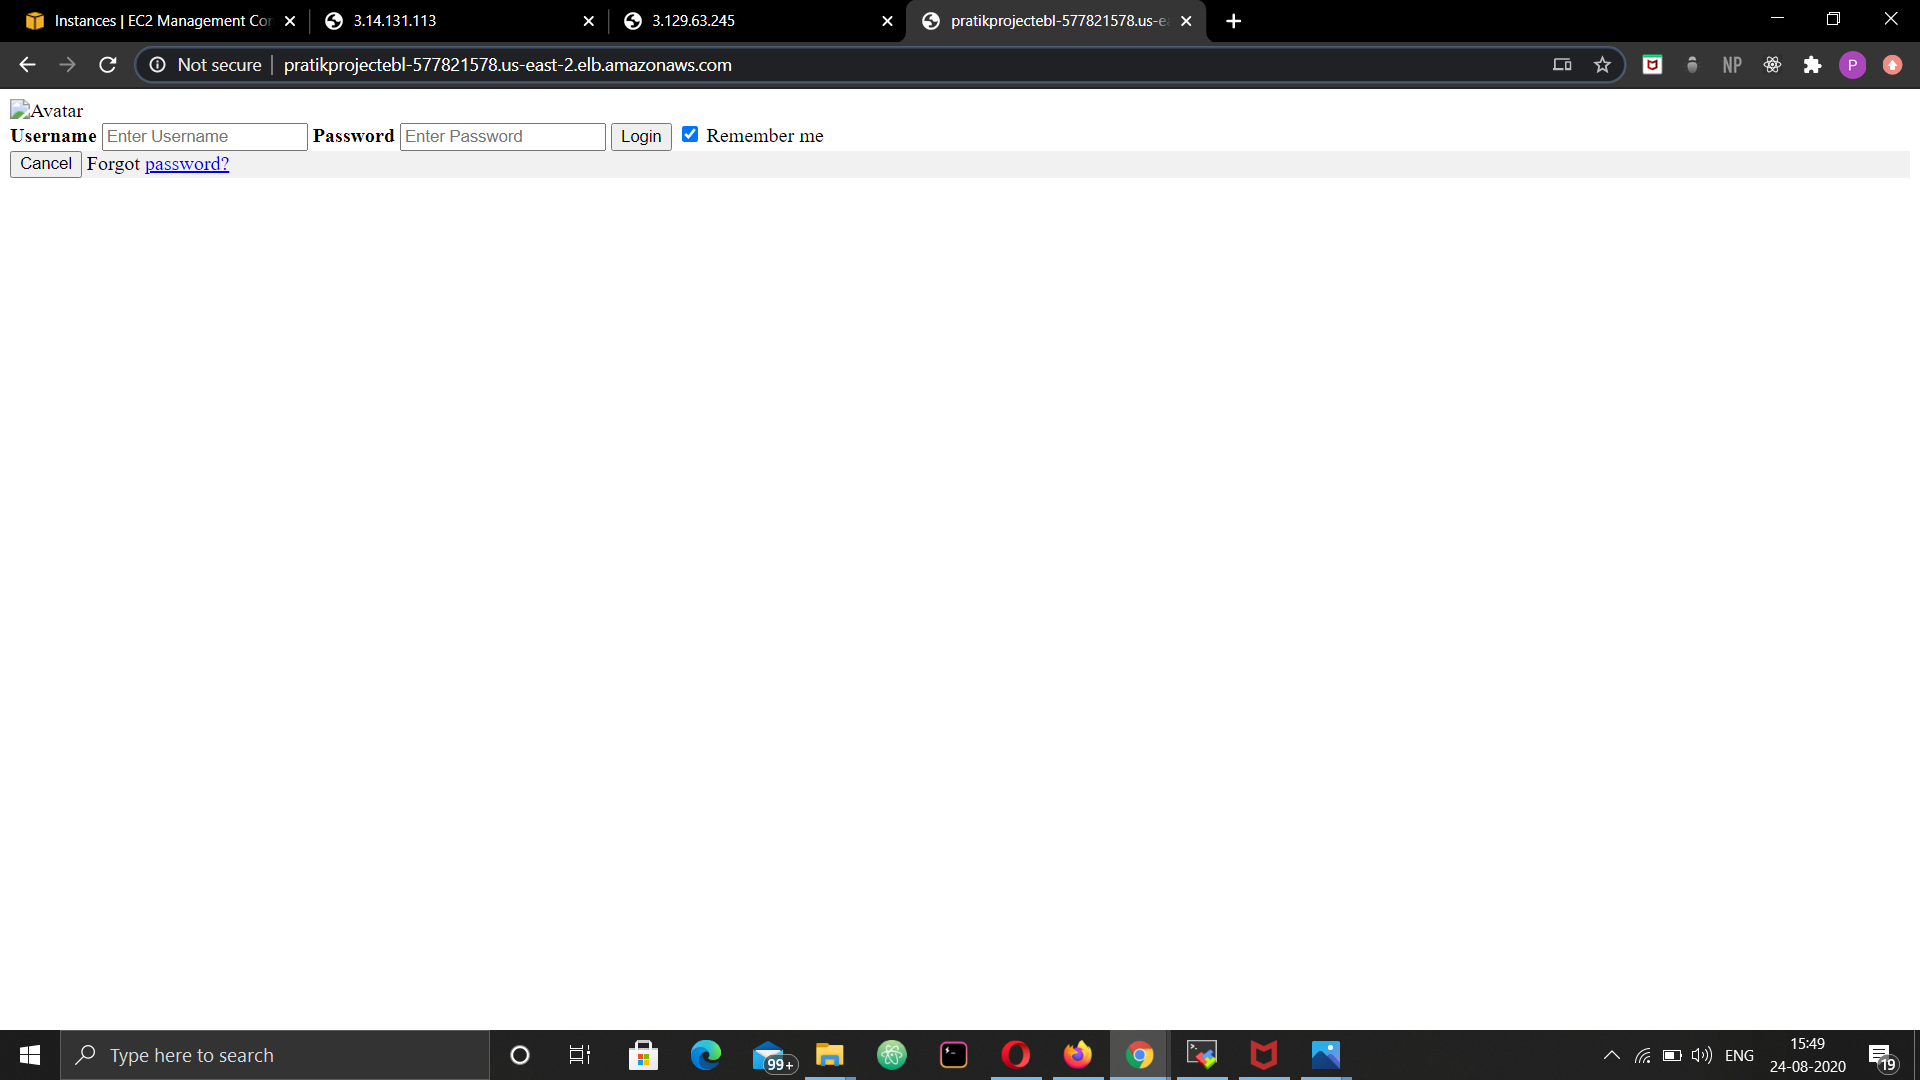 Instances | EC2 Management Con
3.14.131.113
3.129.63.245
pratikprojectebl-577821578.us-ea
Not secure
pratikprojectebl-577821578.us-east-2.elb.amazonaws.com
NP
P
Avatar
Username Enter Username Password Enter Password Login Remember me
Cancel Forgot password?
Type here to search
99+
ENG
15:49
24-08-2020
19